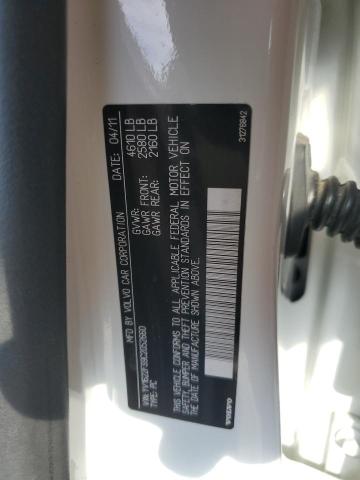 MFD. BY VOLVO CAR CORPORATION DATE: 04/11
GVWR: 4610 LB
GAWR FRONT: 2580 LB
GAWR REAR: 2160 LB
TYPE: PC
THIS VEHICLE CONFORMS TO ALL APPLICABLE FEDERAL MOTOR VEHICLE
SAFETY, BUMPER AND THEFT PREVENTION STANDARDS IN EFFECT ON
THE DATE OF MANUFACTURE SHOWN ABOVE.
VOLVO
31276842